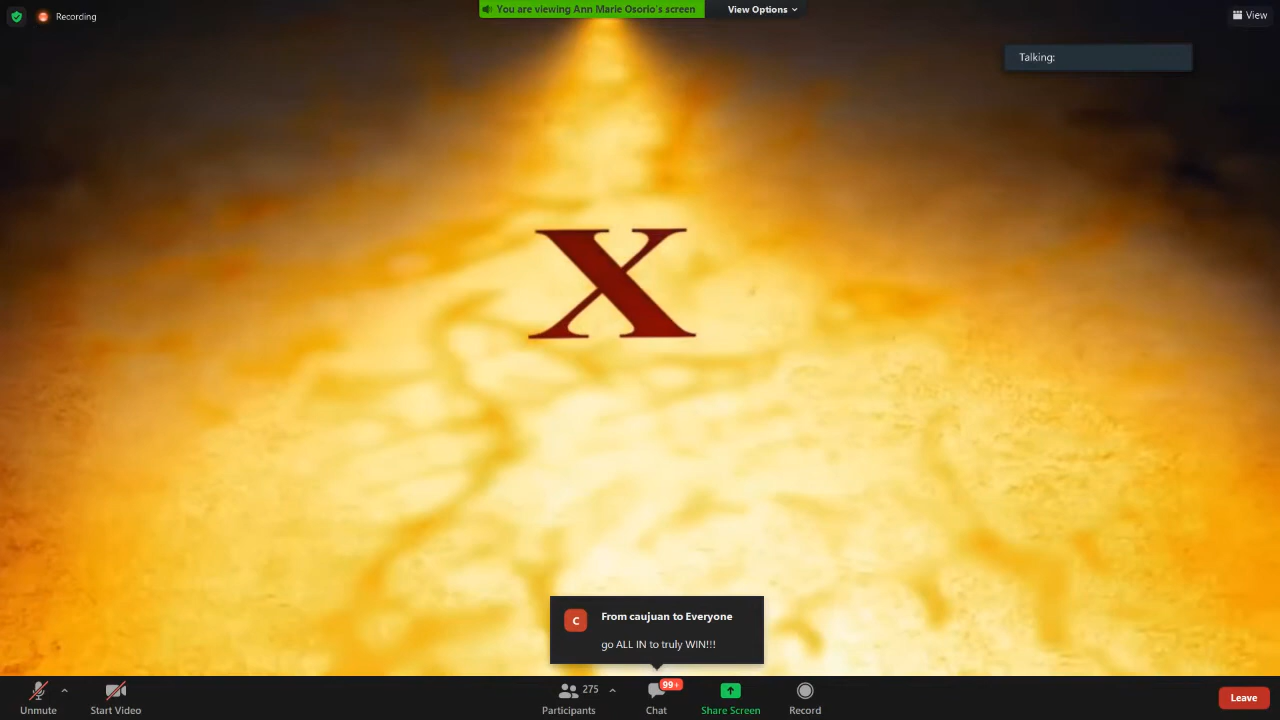 Recording
You are viewing Ann Marie Osorio's screen
View Options
View
Talking:
X
C
From caujuan to Everyone
go ALL IN to truly WIN!!!
Unmute
Start Video
275
Participants
99+
Chat
Share Screen
Record
Leave